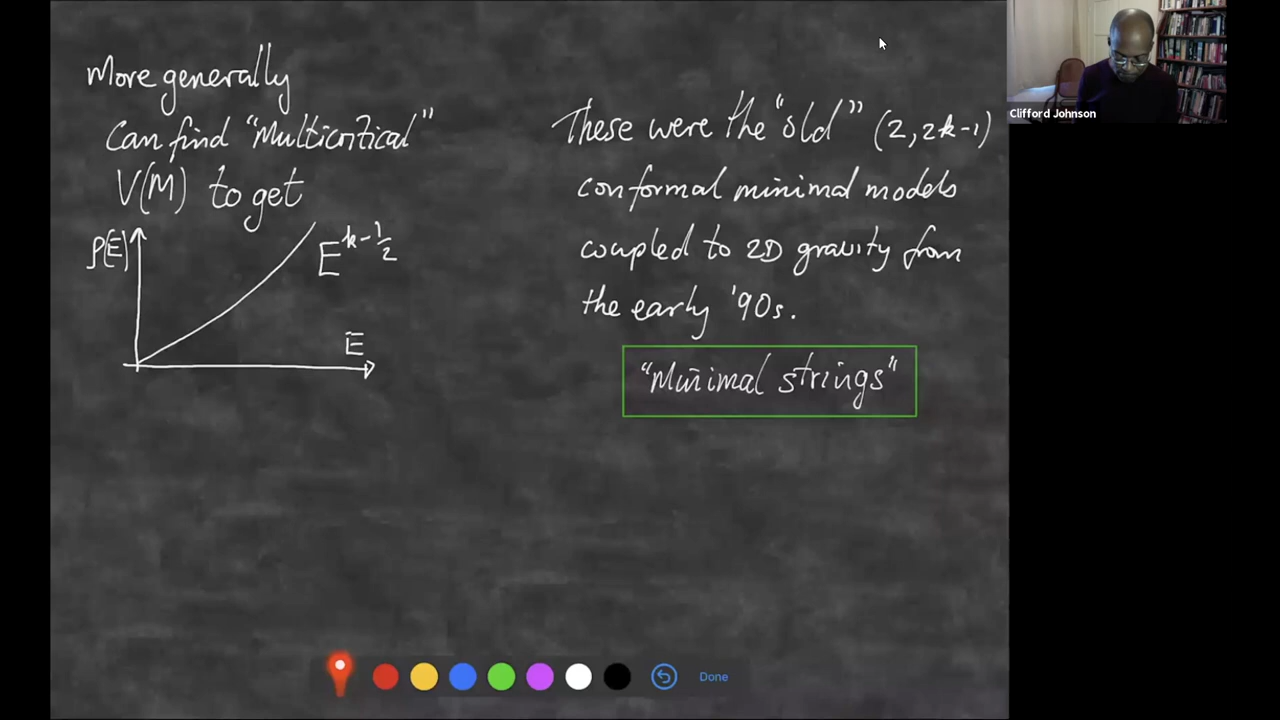 More generally
Can find "Multicritical"
V(M) to get
ρ(E)
E^{k-1/2}
E
These were the "old" (2,2k-1)
conformal minimal models
coupled to 2D gravity from
the early '90s.
"Minimal strings"
Clifford Johnson
Done